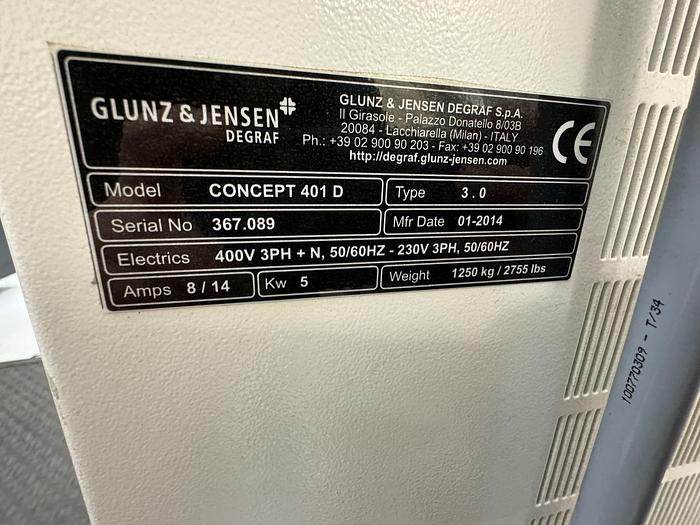 GLUNZ & JENSEN
DEGRAF
GLUNZ & JENSEN DEGRAF S.p.A.
Il Girasole - Palazzo Donatello 8/03B
20084 - Lacchiarella (Milan) - ITALY
Ph.: +39 02 900 90 203 - Fax: +39 02 900 90 196
http://degraf.glunz-jensen.com
CE
Model CONCEPT 401 D Type 3.0
Serial No 367.089 Mfr Date 01-2014
Electrics 400V 3PH + N, 50/60HZ - 230V 3PH, 50/60HZ
Amps 8 / 14 Kw 5 Weight 1250 kg / 2755 lbs
100770309 - T/34